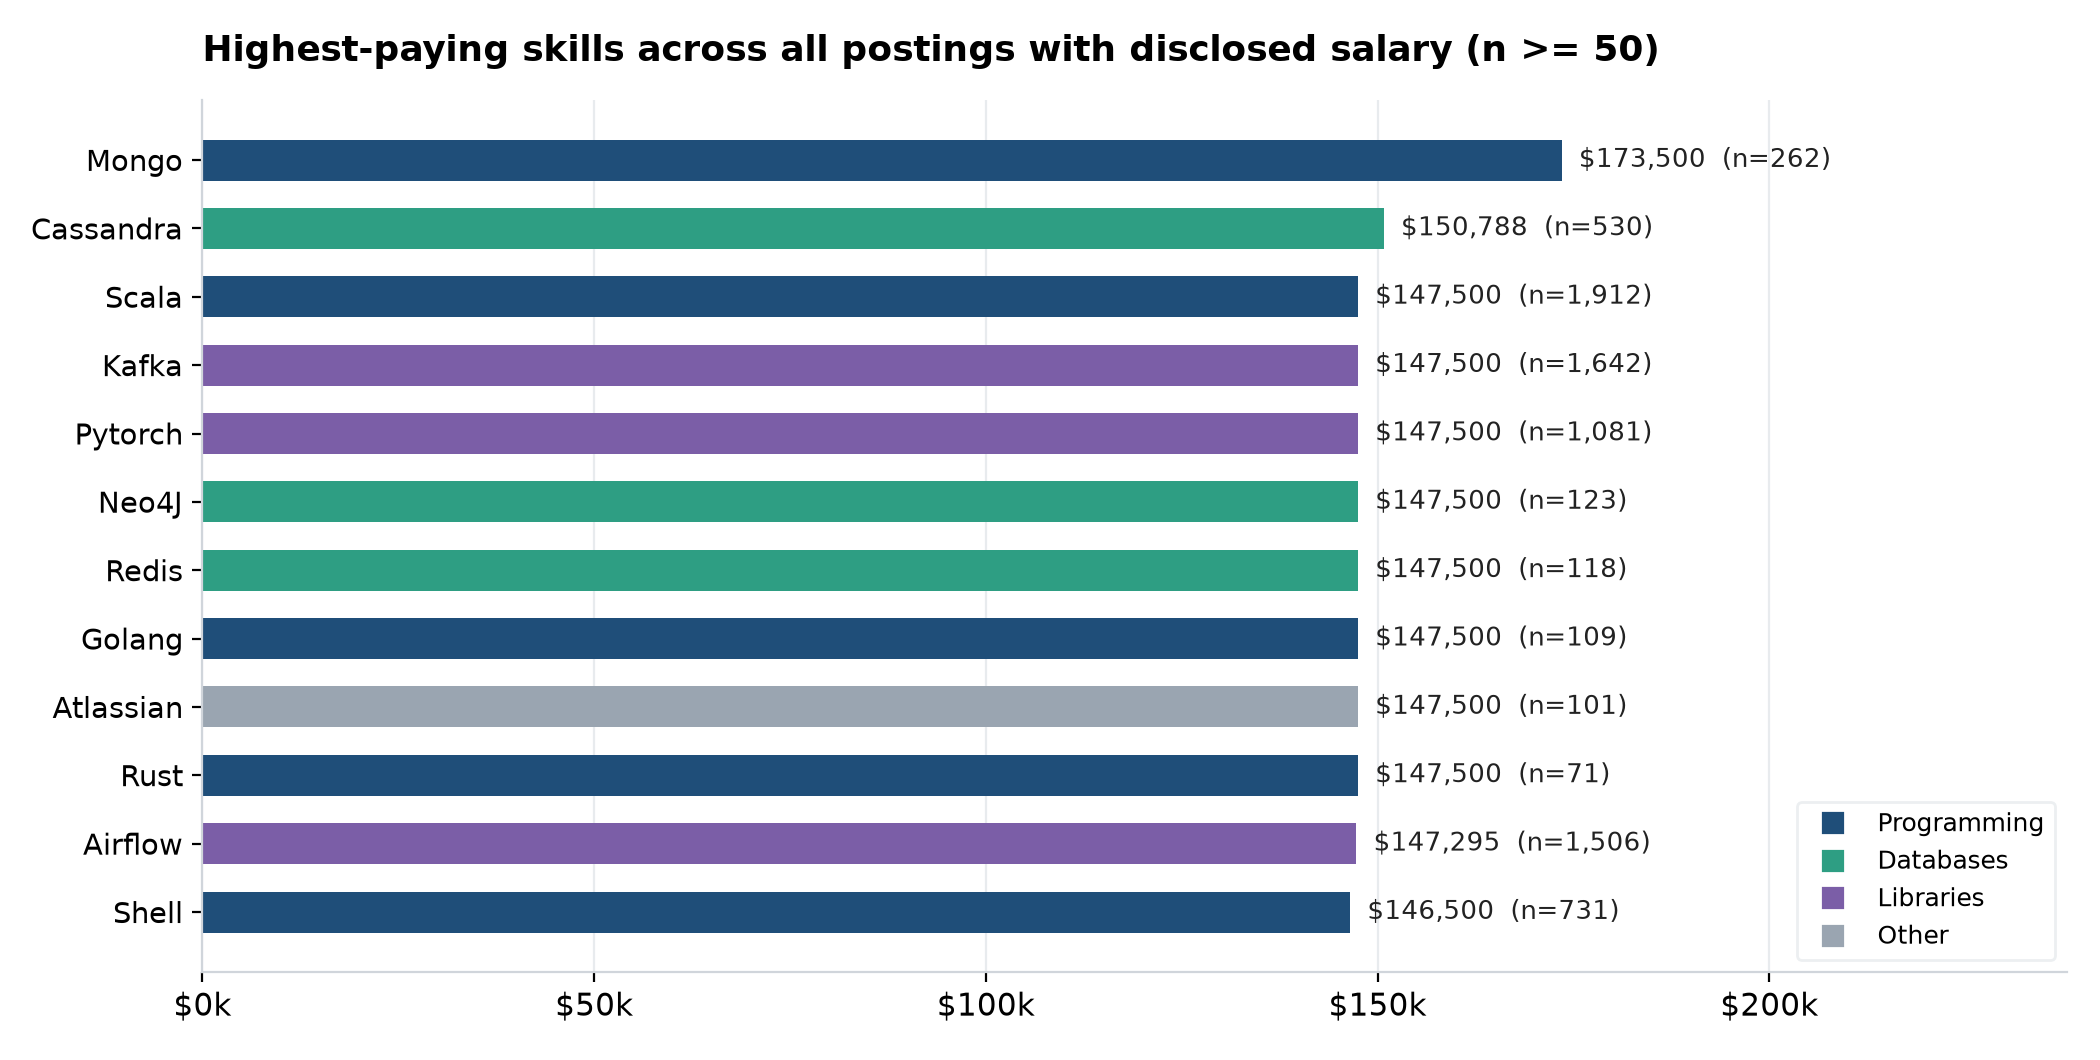 Highest-paying skills across all postings with disclosed salary (n >= 50)
Mongo $173,500 (n=262)
Cassandra $150,788 (n=530)
Scala $147,500 (n=1,912)
Kafka $147,500 (n=1,642)
Pytorch $147,500 (n=1,081)
Neo4J $147,500 (n=123)
Redis $147,500 (n=118)
Golang $147,500 (n=109)
Atlassian $147,500 (n=101)
Rust $147,500 (n=71)
Airflow $147,295 (n=1,506)
Shell $146,500 (n=731)
Programming
Databases
Libraries
Other
$0k $50k $100k $150k $200k